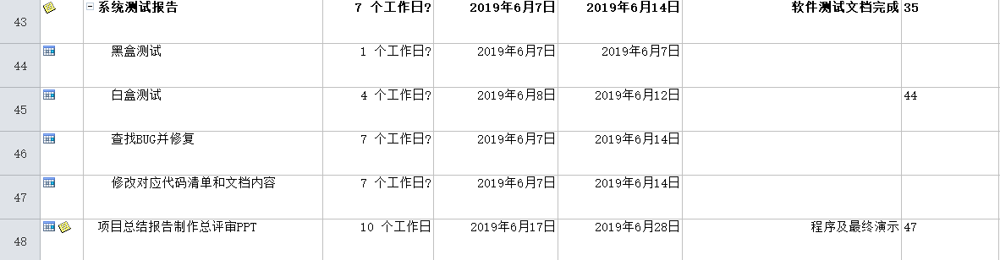 43 系统测试报告 7 个工作日? 2019年6月7日 2019年6月14日 软件测试文档完成 35
44 黑盒测试 1 个工作日? 2019年6月7日 2019年6月7日
45 白盒测试 4 个工作日? 2019年6月8日 2019年6月12日 44
46 查找BUG并修复 7 个工作日? 2019年6月7日 2019年6月14日
47 修改对应代码清单和文档内容 7 个工作日? 2019年6月7日 2019年6月14日
48 项目总结报告制作总评审PPT 10 个工作日 2019年6月17日 2019年6月28日 程序及最终演示 47